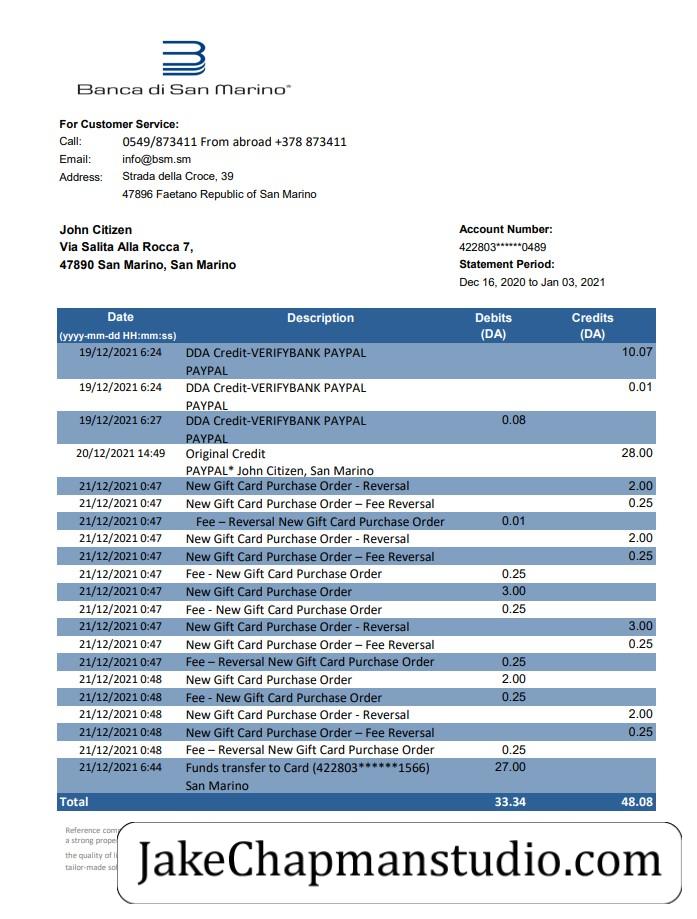 Banca di San Marino®
For Customer Service:
Call: 0549/873411 From abroad +378 873411
Email: info@bsm.sm
Address: Strada della Croce, 39
47896 Faetano Republic of San Marino
John Citizen
Via Salita Alla Rocca 7,
47890 San Marino, San Marino
Account Number:
422803******0489
Statement Period:
Dec 16, 2020 to Jan 03, 2021
Date Description Debits Credits
(yyyy-mm-dd HH:mm:ss) (DA) (DA)
19/12/2021 6:24 DDA Credit-VERIFYBANK PAYPAL 10.07
PAYPAL
19/12/2021 6:24 DDA Credit-VERIFYBANK PAYPAL 0.01
PAYPAL
19/12/2021 6:27 DDA Credit-VERIFYBANK PAYPAL 0.08
PAYPAL
20/12/2021 14:49 Original Credit 28.00
PAYPAL* John Citizen, San Marino
21/12/2021 0:47 New Gift Card Purchase Order - Reversal 2.00
21/12/2021 0:47 New Gift Card Purchase Order – Fee Reversal 0.25
21/12/2021 0:47 Fee – Reversal New Gift Card Purchase Order 0.01
21/12/2021 0:47 New Gift Card Purchase Order - Reversal 2.00
21/12/2021 0:47 New Gift Card Purchase Order – Fee Reversal 0.25
21/12/2021 0:47 Fee - New Gift Card Purchase Order 0.25
21/12/2021 0:47 New Gift Card Purchase Order 3.00
21/12/2021 0:47 Fee - New Gift Card Purchase Order 0.25
21/12/2021 0:47 New Gift Card Purchase Order - Reversal 3.00
21/12/2021 0:47 New Gift Card Purchase Order – Fee Reversal 0.25
21/12/2021 0:47 Fee – Reversal New Gift Card Purchase Order 0.25
21/12/2021 0:48 New Gift Card Purchase Order 2.00
21/12/2021 0:48 Fee - New Gift Card Purchase Order 0.25
21/12/2021 0:48 New Gift Card Purchase Order - Reversal 2.00
21/12/2021 0:48 New Gift Card Purchase Order – Fee Reversal 0.25
21/12/2021 0:48 Fee – Reversal New Gift Card Purchase Order 0.25
21/12/2021 6:44 Funds transfer to Card (422803******1566) 27.00
San Marino
Total 33.34 48.08
Reference
a strong
the quality of
tailor-made
JakeChapmanstudio.com